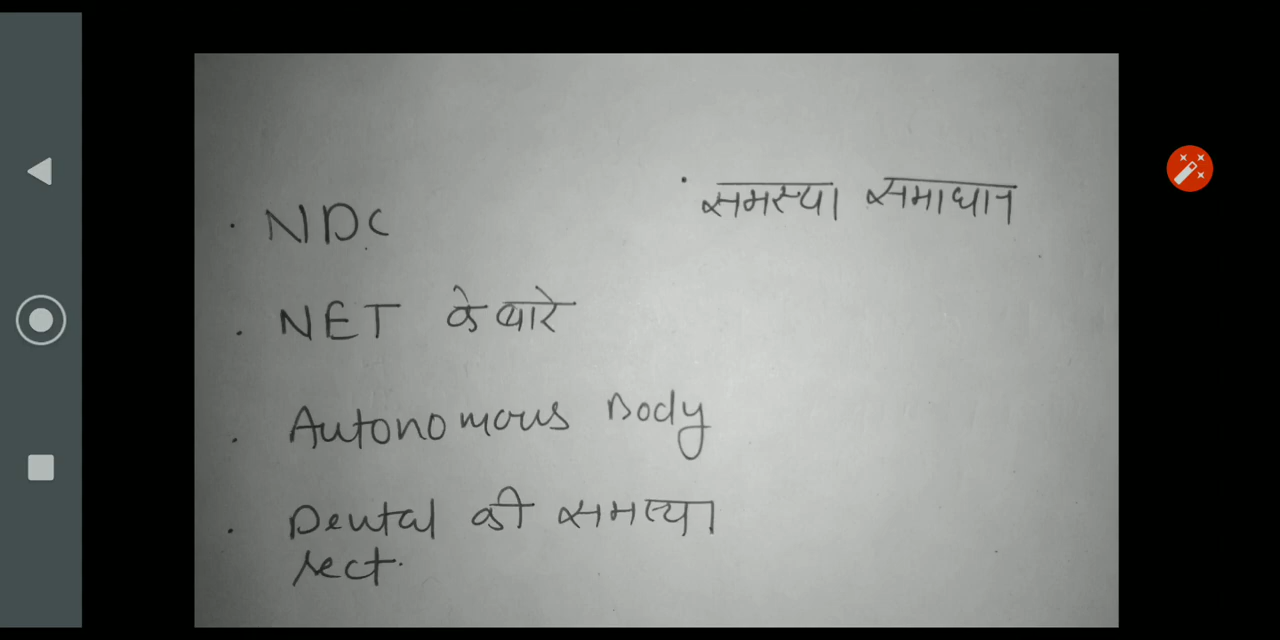 · समस्या समाधान
· NDC
· NET के बारे
· Autonomous Body
· Dental की समस्या
sect.